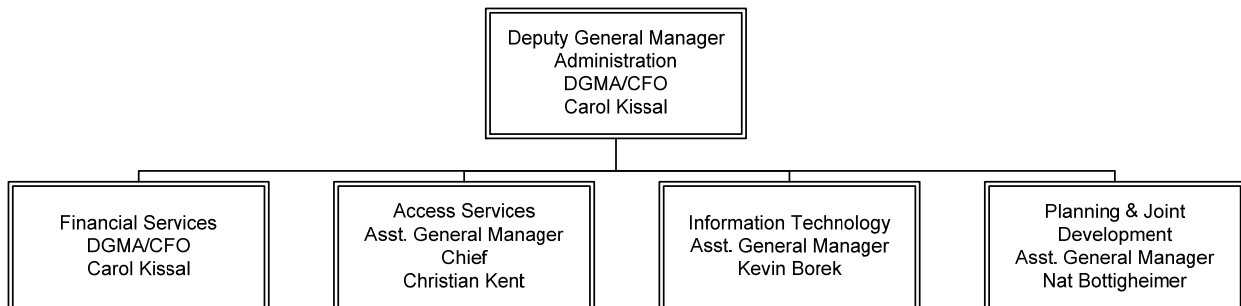 Deputy General Manager
Administration
DGMA/CFO
Carol Kissal
Financial Services
DGMA/CFO
Carol Kissal
Access Services
Asst. General Manager
Chief
Christian Kent
Information Technology
Asst. General Manager
Kevin Borek
Planning & Joint
Development
Asst. General Manager
Nat Bottigheimer